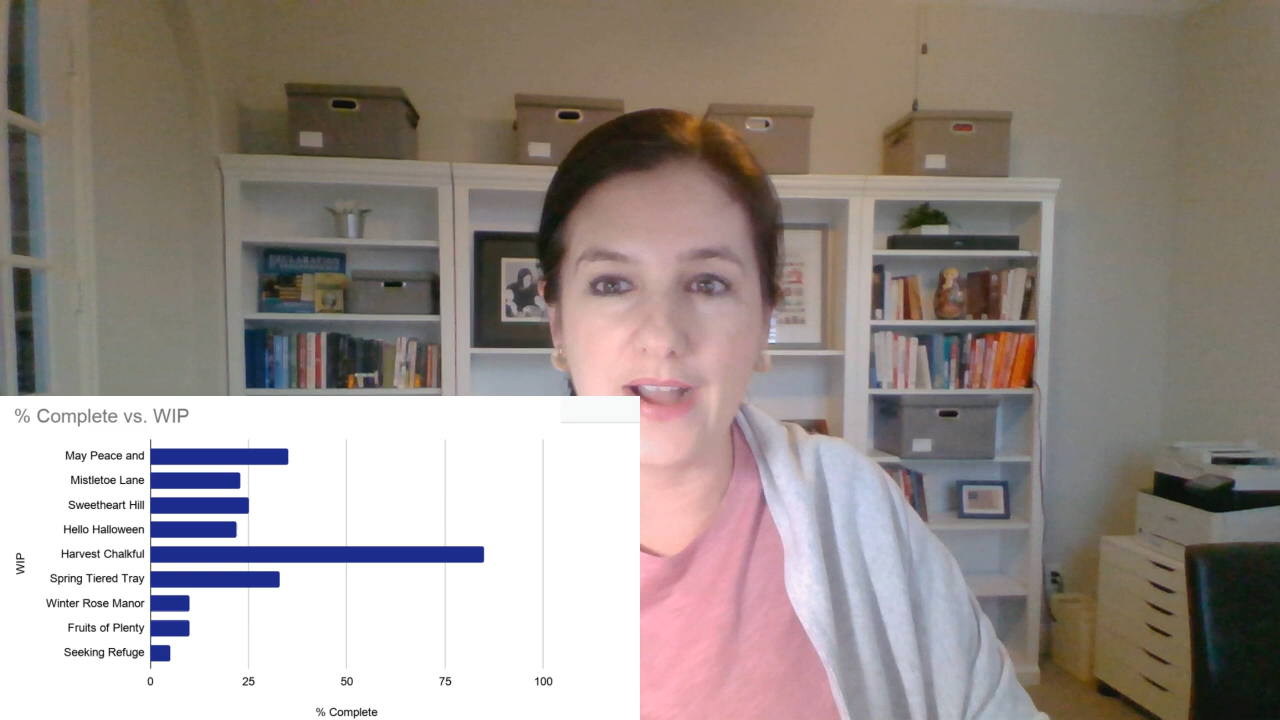 DECLARATION
% Complete vs. WIP
WIP
May Peace and
Mistletoe Lane
Sweetheart Hill
Hello Halloween
Harvest Chalkful
Spring Tiered Tray
Winter Rose Manor
Fruits of Plenty
Seeking Refuge
0 25 50 75 100
% Complete